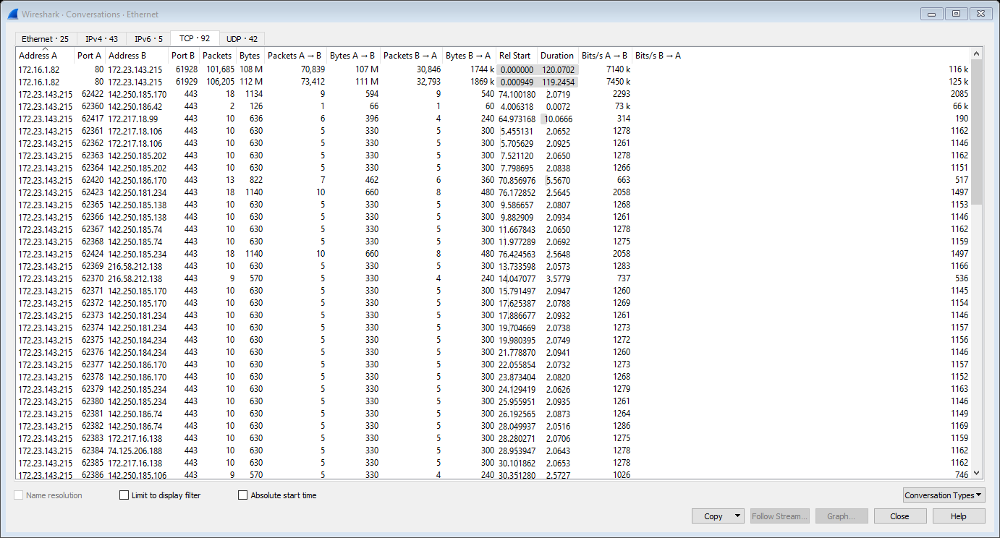 Wireshark · Conversations · Ethernet
Ethernet · 25 IPv4 · 43 IPv6 · 5 TCP · 92 UDP · 42
Address A Port A Address B Port B Packets Bytes Packets A → B Bytes A → B Packets B → A Bytes B → A Rel Start Duration Bits/s A → B Bits/s B → A
172.16.1.82 80 172.23.143.215 61928 101,685 108 M 70,839 107 M 30,846 1744 k 0.000000 120.0702 7140 k 116 k
172.16.1.82 80 172.23.143.215 61929 106,205 112 M 73,412 111 M 32,793 1869 k 0.000949 119.2454 7450 k 125 k
172.23.143.215 62422 142.250.185.170 443 18 1134 9 594 9 540 74.100180 2.0719 2293 2085
172.23.143.215 62360 142.250.186.42 443 2 126 1 66 1 60 4.006318 0.0072 73 k 66 k
172.23.143.215 62417 172.217.18.99 443 10 636 6 396 4 240 64.973168 10.0666 314 190
172.23.143.215 62361 172.217.18.106 443 10 630 5 330 5 300 5.455131 2.0652 1278 1162
172.23.143.215 62362 172.217.18.106 443 10 630 5 330 5 300 5.705629 2.0925 1261 1146
172.23.143.215 62363 142.250.185.202 443 10 630 5 330 5 300 7.521120 2.0650 1278 1162
172.23.143.215 62364 142.250.185.202 443 10 630 5 330 5 300 7.798695 2.0838 1266 1151
172.23.143.215 62420 142.250.186.170 443 13 822 7 462 6 360 70.856976 5.5670 663 517
172.23.143.215 62423 142.250.181.234 443 18 1140 10 660 8 480 76.172852 2.5645 2058 1497
172.23.143.215 62365 142.250.185.138 443 10 630 5 330 5 300 9.586657 2.0807 1268 1153
172.23.143.215 62366 142.250.185.138 443 10 630 5 330 5 300 9.882909 2.0934 1261 1146
172.23.143.215 62367 142.250.185.74 443 10 630 5 330 5 300 11.667843 2.0650 1278 1162
172.23.143.215 62368 142.250.185.74 443 10 630 5 330 5 300 11.977289 2.0692 1275 1159
172.23.143.215 62424 142.250.185.234 443 18 1140 10 660 8 480 76.424563 2.5648 2058 1497
172.23.143.215 62369 216.58.212.138 443 10 630 5 330 5 300 13.733598 2.0573 1283 1166
172.23.143.215 62370 216.58.212.138 443 9 570 5 330 4 240 14.047077 3.5779 737 536
172.23.143.215 62371 142.250.185.170 443 10 630 5 330 5 300 15.791497 2.0947 1260 1145
172.23.143.215 62372 142.250.185.170 443 10 630 5 330 5 300 17.625387 2.0788 1269 1154
172.23.143.215 62373 142.250.181.234 443 10 630 5 330 5 300 17.886677 2.0932 1261 1146
172.23.143.215 62374 142.250.181.234 443 10 630 5 330 5 300 19.704669 2.0738 1273 1157
172.23.143.215 62375 142.250.184.234 443 10 630 5 330 5 300 19.980395 2.0749 1272 1156
172.23.143.215 62376 142.250.184.234 443 10 630 5 330 5 300 21.778870 2.0941 1260 1146
172.23.143.215 62377 142.250.186.170 443 10 630 5 330 5 300 22.055854 2.0732 1273 1157
172.23.143.215 62378 142.250.186.170 443 10 630 5 330 5 300 23.873404 2.0820 1268 1152
172.23.143.215 62379 142.250.185.234 443 10 630 5 330 5 300 24.129419 2.0626 1279 1163
172.23.143.215 62380 142.250.185.234 443 10 630 5 330 5 300 25.955951 2.0935 1261 1146
172.23.143.215 62381 142.250.186.74 443 10 630 5 330 5 300 26.192565 2.0873 1264 1149
172.23.143.215 62382 142.250.186.74 443 10 630 5 330 5 300 28.049937 2.0516 1286 1169
172.23.143.215 62383 172.217.16.138 443 10 630 5 330 5 300 28.280271 2.0706 1275 1159
172.23.143.215 62384 74.125.206.188 443 10 630 5 330 5 300 28.953947 2.0643 1278 1162
172.23.143.215 62385 172.217.16.138 443 10 630 5 330 5 300 30.101862 2.0653 1278 1162
172.23.143.215 62386 142.250.185.106 443 9 570 5 330 4 240 30.351280 2.5727 1026 746
Name resolution Limit to display filter Absolute start time Conversation Types
Copy Follow Stream... Graph... Close Help